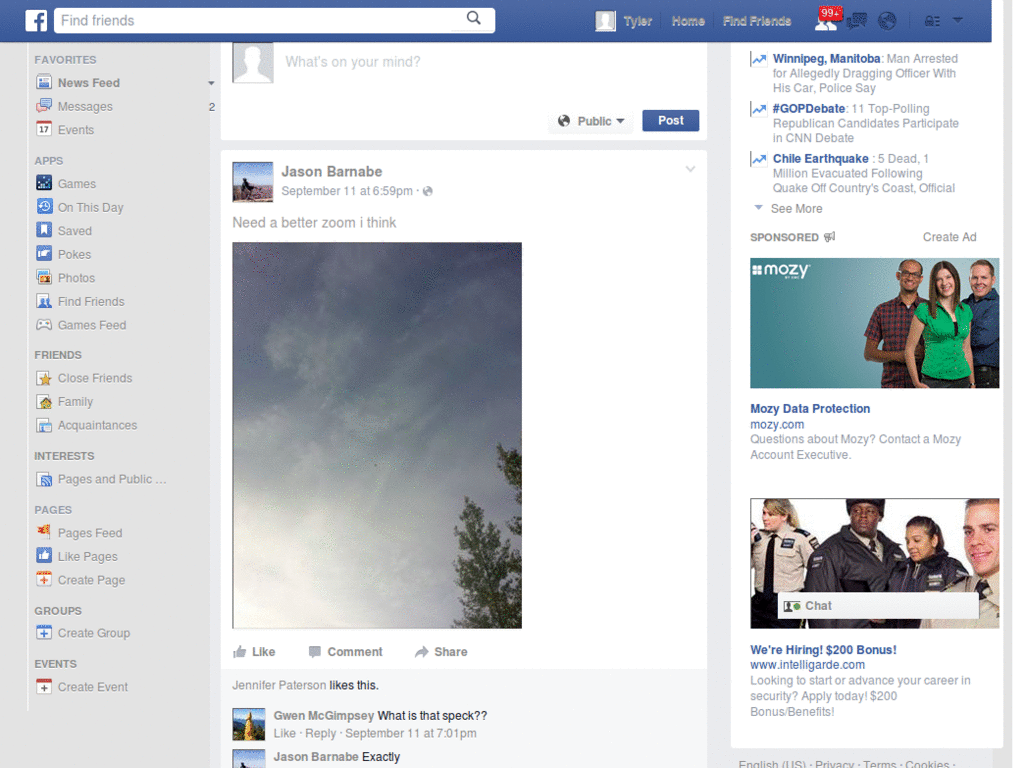 Find friends
Tyler
Home
Find Friends
99+
FAVORITES
News Feed
Messages
2
17
Events
APPS
Games
On This Day
Saved
Pokes
Photos
Find Friends
Games Feed
FRIENDS
Close Friends
Family
Acquaintances
INTERESTS
Pages and Public ...
PAGES
Pages Feed
Like Pages
Create Page
GROUPS
Create Group
EVENTS
Create Event
What's on your mind?
Public
Post
Jason Barnabe
September 11 at 6:59pm ·
Need a better zoom i think
Like
Comment
Share
Jennifer Paterson likes this.
Gwen McGimpsey What is that speck??
Like · Reply · September 11 at 7:01pm
Jason Barnabe Exactly
Winnipeg, Manitoba: Man Arrested
for Allegedly Dragging Officer With
His Car, Police Say
#GOPDebate: 11 Top-Polling
Republican Candidates Participate
in CNN Debate
Chile Earthquake : 5 Dead, 1
Million Evacuated Following
Quake Off Country's Coast, Official
See More
SPONSORED
Create Ad
mozy
Mozy Data Protection
mozy.com
Questions about Mozy? Contact a Mozy
Account Executive.
Chat
We're Hiring! $200 Bonus!
www.intelligarde.com
Looking to start or advance your career in
security? Apply today! $200
Bonus/Benefits!
English (US) · Privacy · Terms · Cookies ·